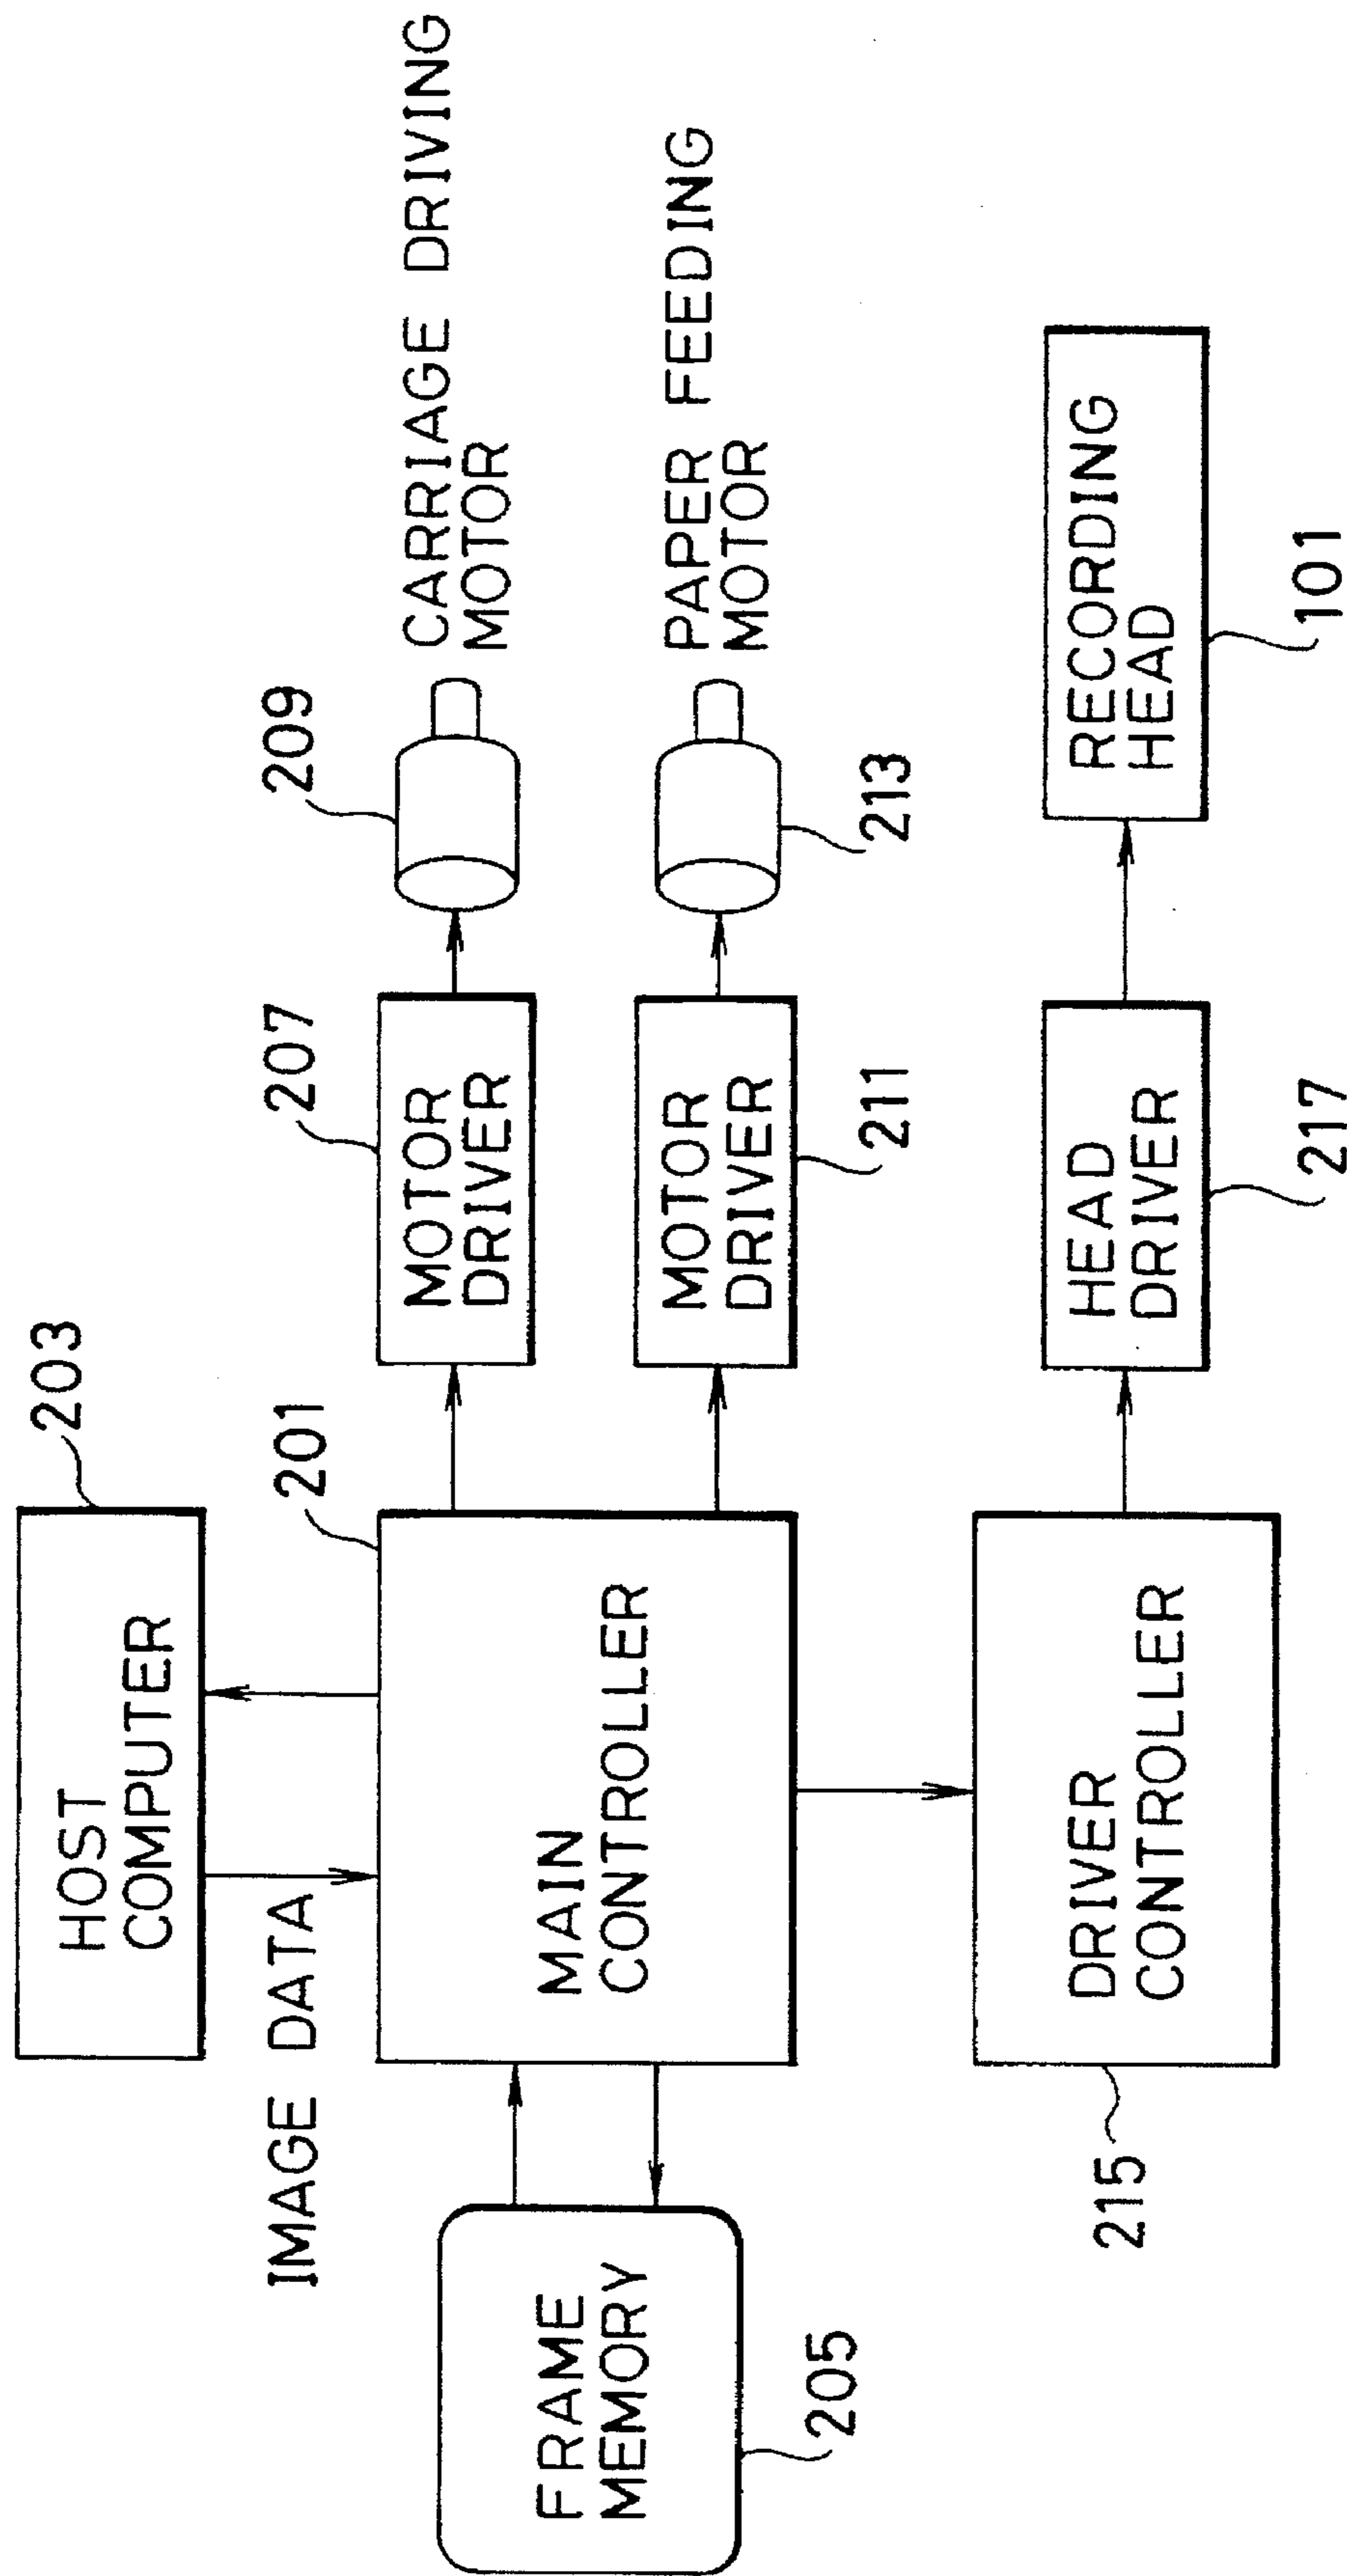 HOST
COMPUTER
203
IMAGE DATA
201
207
209
FRAME
MEMORY
205
MAIN
CONTROLLER
MOTOR
DRIVER
CARRIAGE DRIVING
MOTOR
MOTOR
DRIVER
211
213
PAPER FEEDING
MOTOR
DRIVER
CONTROLLER
215
HEAD
DRIVER
217
RECORDING
HEAD
101